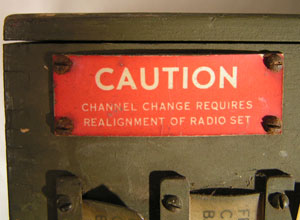 CAUTION
CHANNEL CHANGE REQUIRES
REALIGNMENT OF RADIO SET